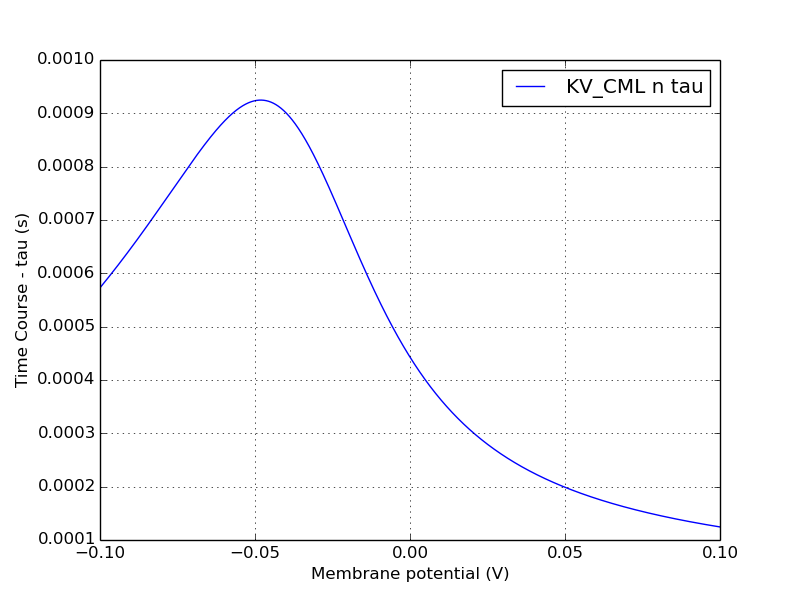 0.0010
KV_CML n tau
0.0009
0.0008
0.0007
0.0006
0.0005
0.0004
0.0003
0.0002
0.0001
Time Course - tau (s)
−0.10 −0.05 0.00 0.05 0.10
Membrane potential (V)